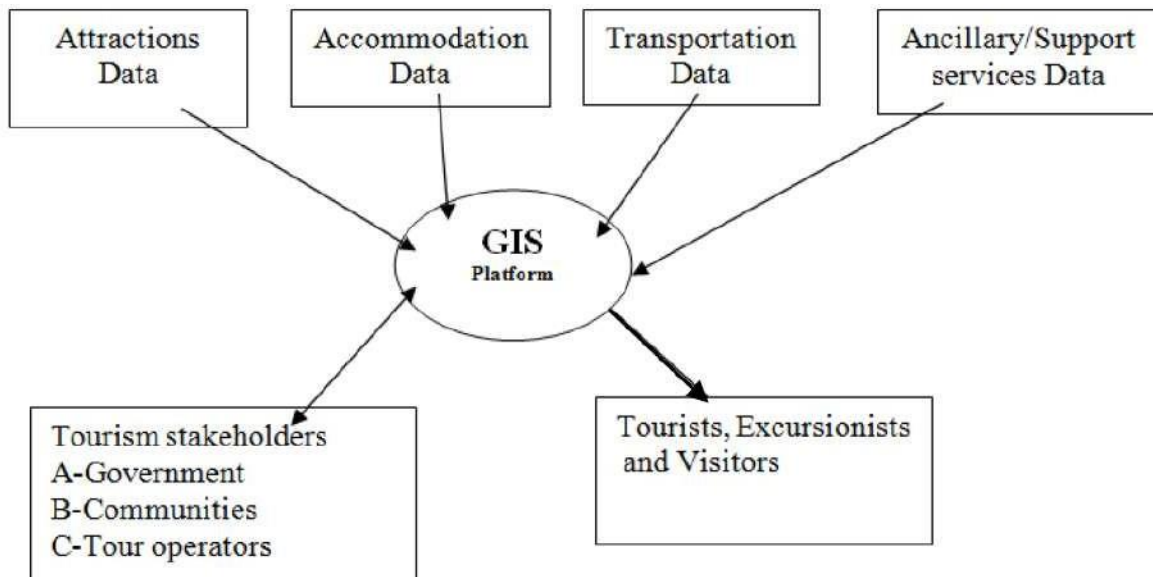 Attractions
Data
Accommodation
Data
Transportation
Data
Ancillary/Support
services Data
GIS
Platform
Tourism stakeholders
A-Government
B-Communities
C-Tour operators
Tourists, Excursionists
and Visitors